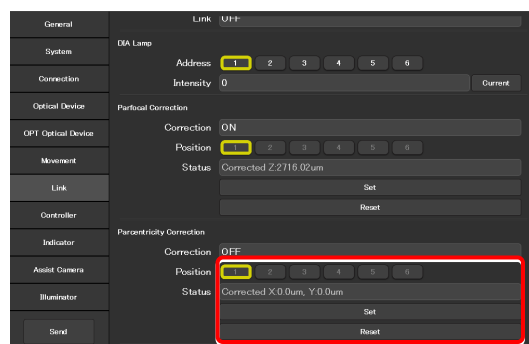 General
System
Connection
Optical Device
OPT Optical Device
Movement
Link
Controller
Indicator
Assist Camera
Illuminator
Send
Link OFF
DIA Lamp
Address 1 2 3 4 5 6
Intensity 0 Current
Parfocal Correction
Correction ON
Position 1 2 3 4 5 6
Status Corrected Z:2716.02um
Set
Reset
Parcentricity Correction
Correction OFF
Position 1 2 3 4 5 6
Status Corrected X:0.0um, Y:0.0um
Set
Reset